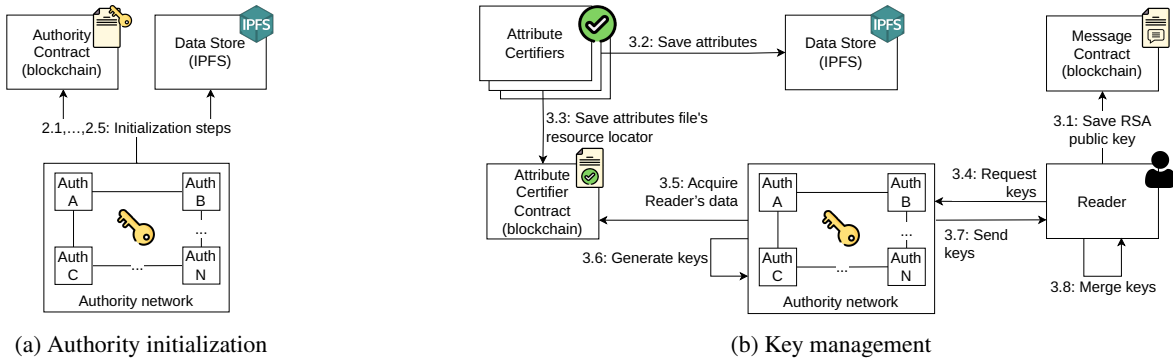 Authority
Contract
(blockchain)
IPFS
Data Store
(IPFS)
2.1,...,2.5: Initialization steps
Auth
A
Auth
B
...
Auth
C
...
Auth
N
Authority network
(a) Authority initialization
Attribute
Certifiers
3.2: Save attributes
IPFS
Data Store
(IPFS)
Message
Contract
(blockchain)
3.3: Save attributes file's
resource locator
3.1: Save RSA
public key
Attribute
Certifier
Contract
(blockchain)
3.5: Acquire
Reader's data
Auth
A
Auth
B
...
Auth
C
...
Auth
N
Authority network
3.4: Request
keys
Reader
3.7: Send
keys
3.6: Generate keys
3.8: Merge keys
(b) Key management